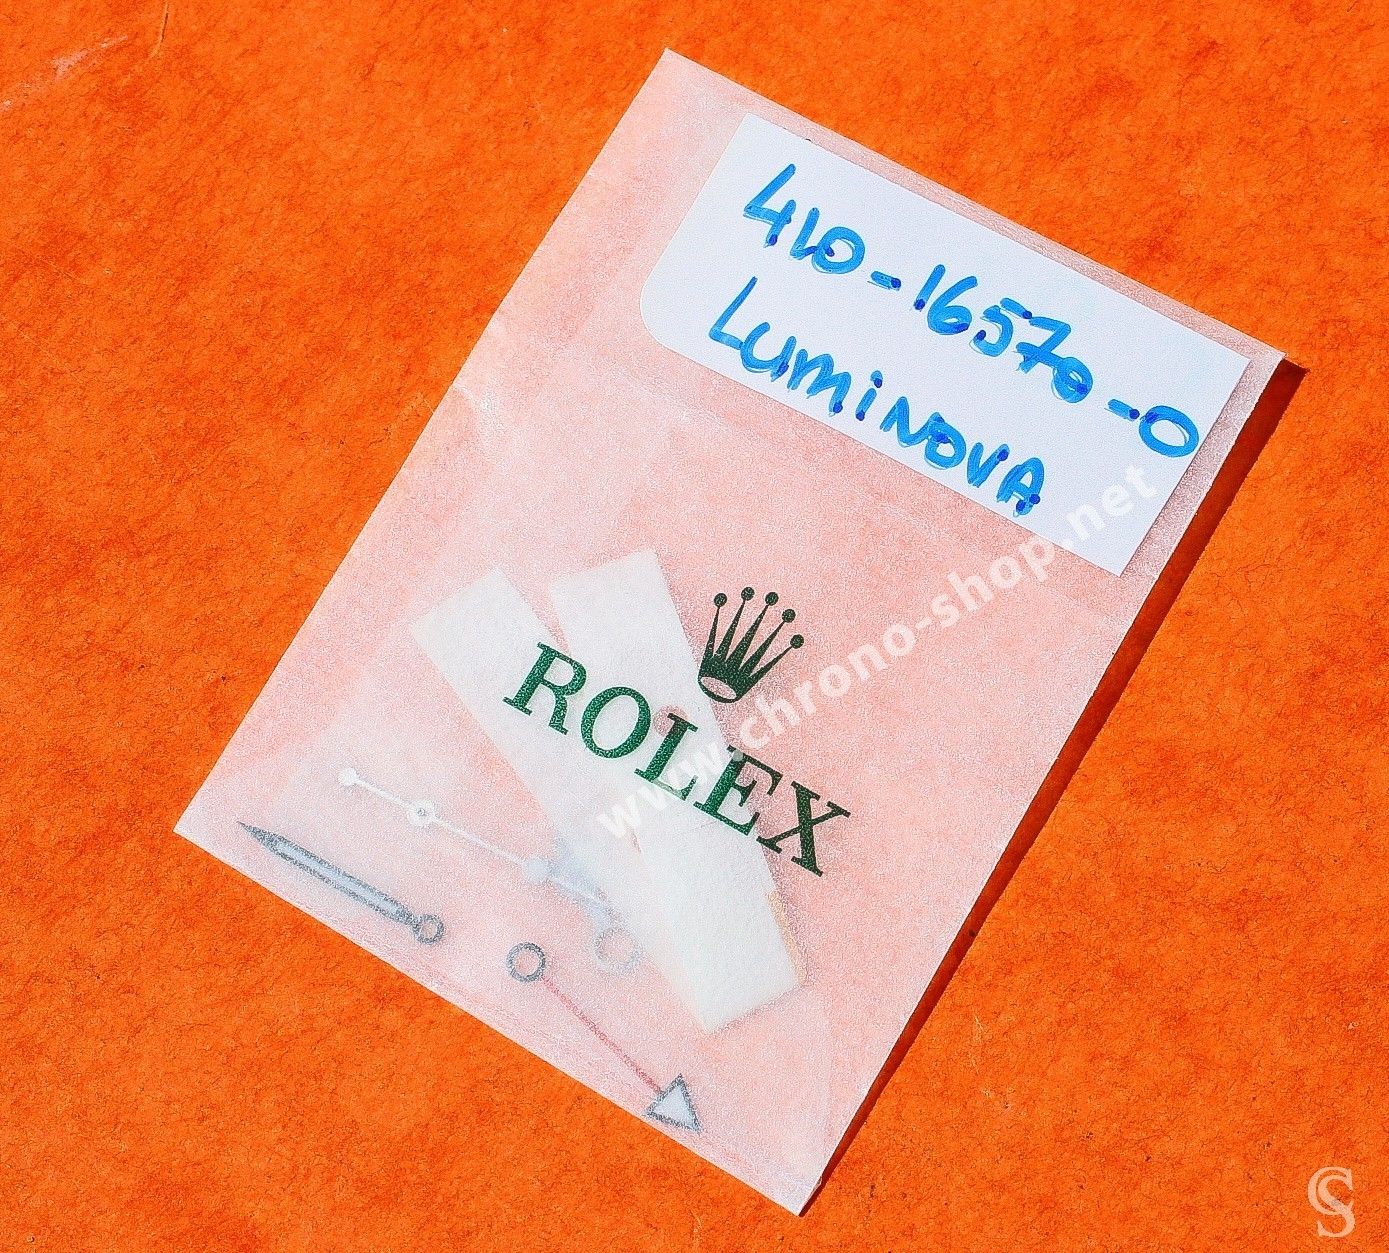 410-16570-0
LUMiNOVA
ROLEX
www.chrono-shop.net